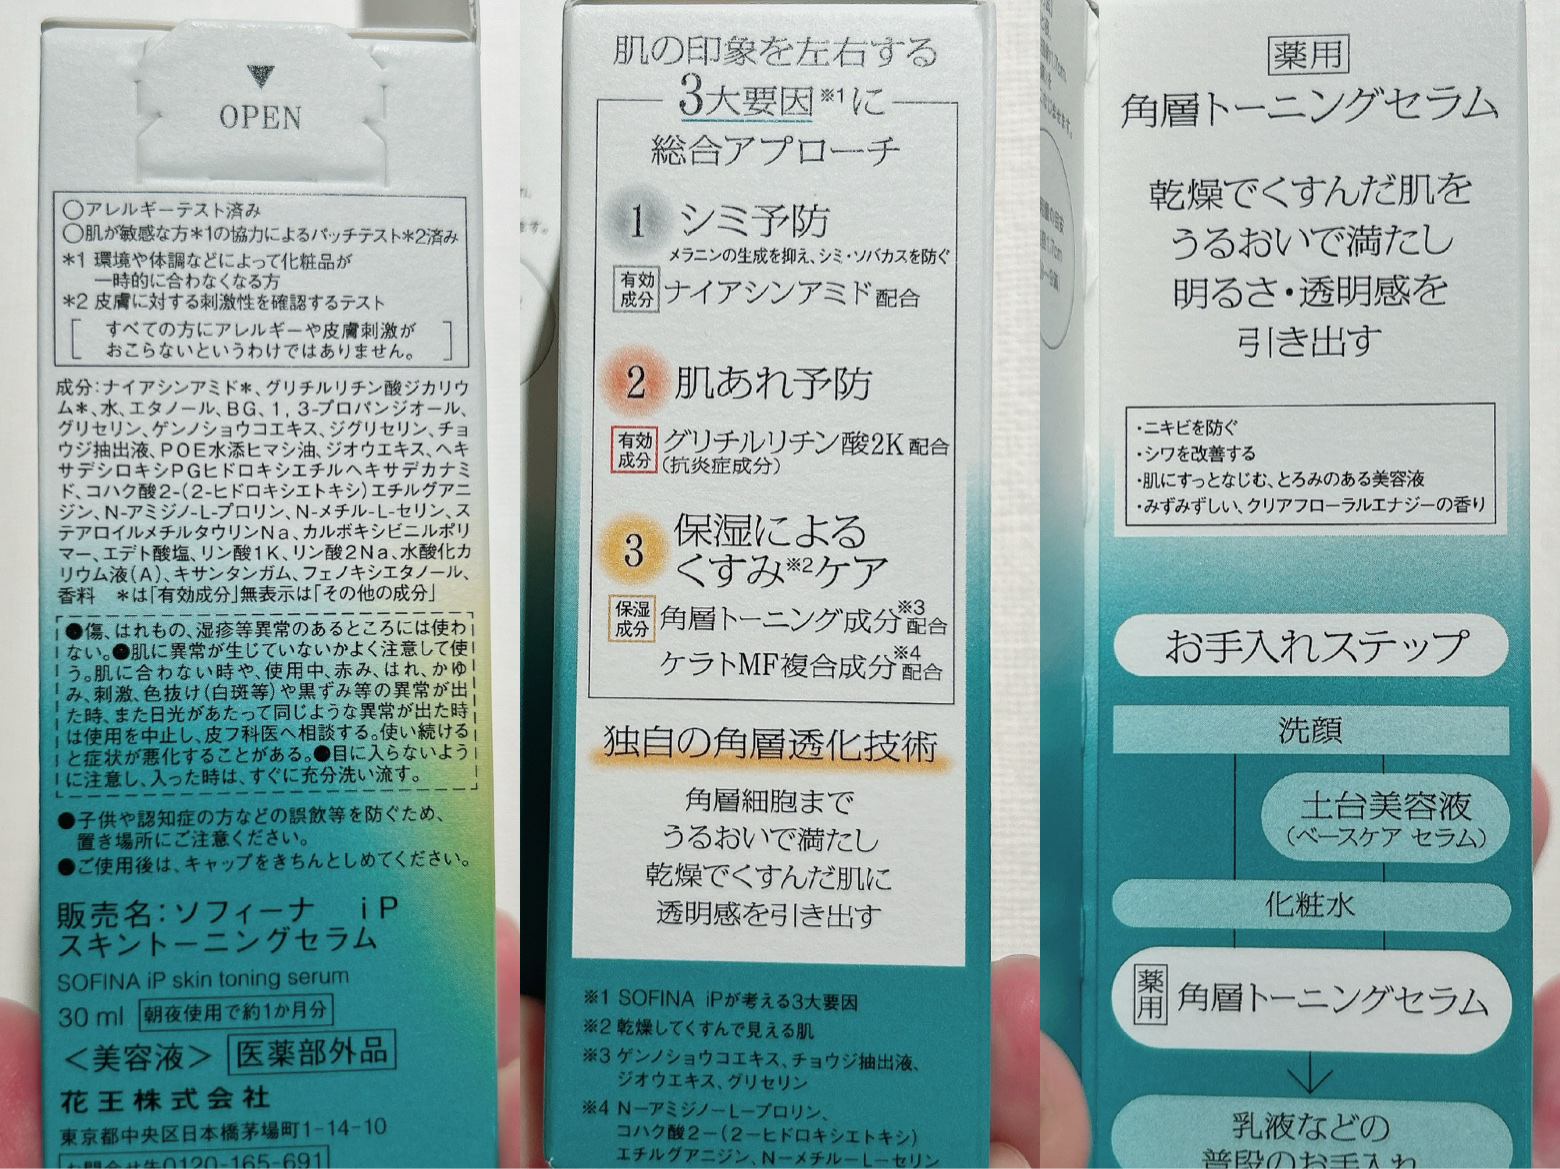 ▼
OPEN
○アレルギーテスト済み
○肌が敏感な方＊1の協力によるパッチテスト＊2済み
＊1 環境や体調などによって化粧品が
一時的に合わなくなる方
＊2 皮膚に対する刺激性を確認するテスト
すべての方にアレルギーや皮膚刺激が
おこらないというわけではありません。
成分：ナイアシンアミド＊、グリチルリチン酸ジカリウ
ム＊、水、エタノール、BG、1，3-プロパンジオール、
グリセリン、ゲンノショウコエキス、ジグリセリン、チョ
ウジ抽出液、POE水添ヒマシ油、ジオウエキス、ヘキ
サデシロキシPGヒドロキシエチルヘキサデカナミ
ド、コハク酸2-（2-ヒドロキシエトキシ）エチルグアニ
ジン、N-アミジノ-L-プロリン、N-メチル-L-セリン、ス
テアロイルメチルタウリンNa、カルボキシビニルポリ
マー、エデト酸塩、リン酸1K、リン酸2Na、水酸化カ
リウム液（A）、キサンタンガム、フェノキシエタノール、
香料　＊は「有効成分」無表示は「その他の成分」
●傷、はれもの、湿疹等異常のあるところには使わ
ない。●肌に異常が生じていないかよく注意して使
う。肌に合わない時や、使用中、赤み、はれ、かゆ
み、刺激、色抜け（白斑等）や黒ずみ等の異常が出
た時、また日光があたって同じような異常が出た時
は使用を中止し、皮フ科医へ相談する。使い続ける
と症状が悪化することがある。●目に入らないよう
に注意し、入った時は、すぐに充分洗い流す。
●子供や認知症の方などの誤飲等を防ぐため、
置き場所にご注意ください。
●ご使用後は、キャップをきちんとしめてください。
販売名：ソフィーナ　iP
スキントーニングセラム
SOFINA iP skin toning serum
30 ml 朝夜使用で約1か月分
＜美容液＞ 医薬部外品
花王株式会社
東京都中央区日本橋茅場町1-14-10
お問合せ先0120-165-691
肌の印象を左右する
3大要因※1に
総合アプローチ
1 シミ予防
メラニンの生成を抑え、シミ・ソバカスを防ぐ
有効成分 ナイアシンアミド配合
2 肌あれ予防
有効成分 グリチルリチン酸2K配合
（抗炎症成分）
3 保湿による
くすみ※2ケア
保湿成分 角層トーニング成分※3配合
ケラトMF複合成分※4配合
独自の角層透化技術
角層細胞まで
うるおいで満たし
乾燥でくすんだ肌に
透明感を引き出す
※1 SOFINA iPが考える3大要因
※2 乾燥してくすんで見える肌
※3 ゲンノショウコエキス、チョウジ抽出液、
ジオウエキス、グリセリン
※4 N－アミジノ－L－プロリン、
コハク酸2－（2－ヒドロキシエトキシ）
エチルグアニジン、N－メチル－L－セリン
薬用
角層トーニングセラム
乾燥でくすんだ肌を
うるおいで満たし
明るさ・透明感を
引き出す
・ニキビを防ぐ
・シワを改善する
・肌にすっとなじむ、とろみのある美容液
・みずみずしい、クリアフローラルエナジーの香り
お手入れステップ
洗顔
土台美容液
（ベースケア セラム）
化粧水
薬用 角層トーニングセラム
乳液などの
普段のお手入れ